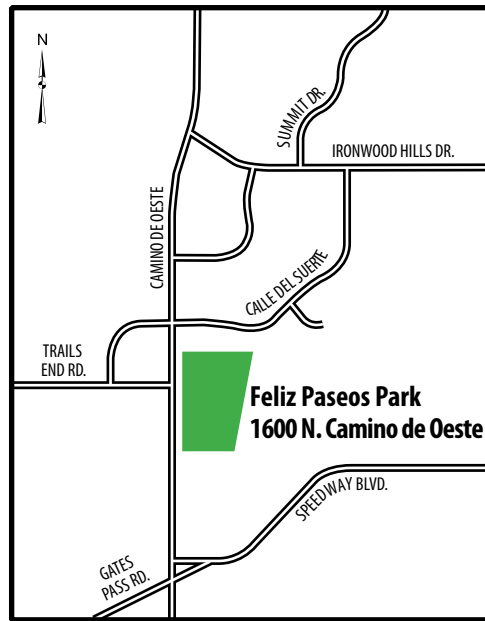 N
SUMMIT DR.
IRONWOOD HILLS DR.
CAMINO DE OESTE
CALLE DEL SUERTE
TRAILS
END RD.
Feliz Paseos Park
1600 N. Camino de Oeste
SPEEDWAY BLVD.
GATES
PASS RD.